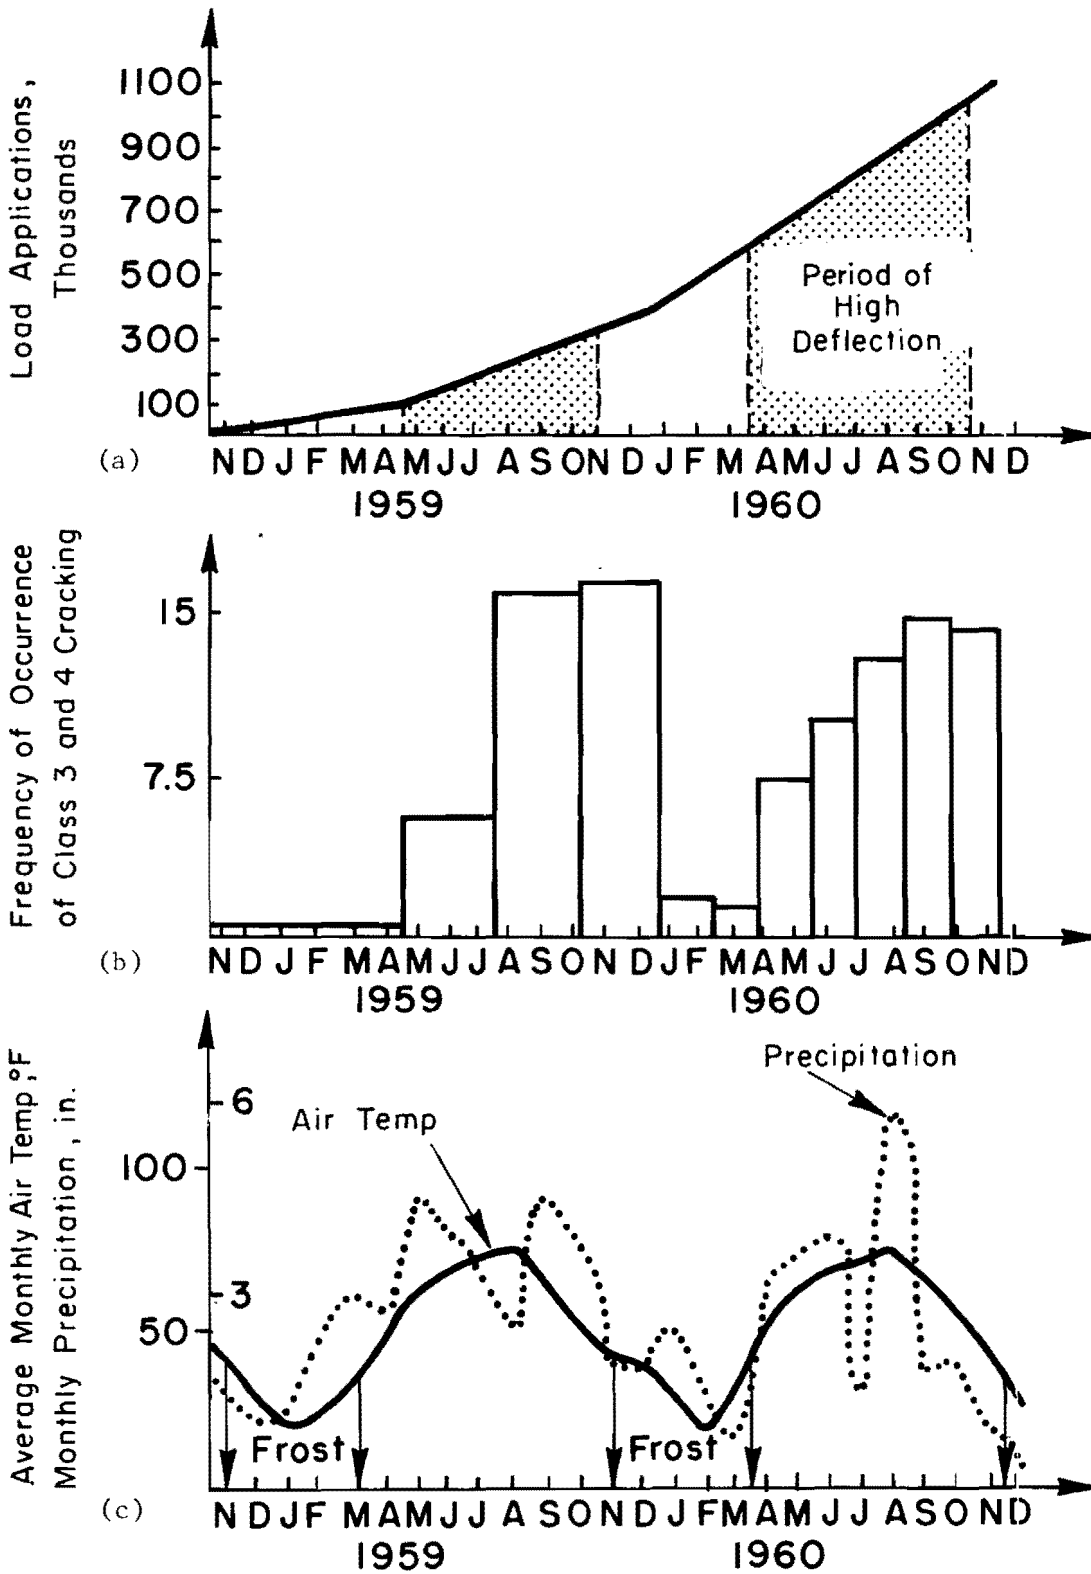 Load Applications,
Thousands
1100
900
700
500
300
100
Period of
High
Deflection
(a)
N D J F M A M J J A S O N D J F M A M J J A S O N D
1959 1960
Frequency of Occurrence
of Class 3 and 4 Cracking
15
7.5
(b)
N D J F M A M J J A S O N D J F M A M J J A S O N D
1959 1960
Average Monthly Air Temp, °F
Monthly Precipitation, in.
Precipitation
6
Air Temp
100
3
50
Frost Frost
(c)
N D J F M A M J J A S O N D J F M A M J J A S O N D
1959 1960